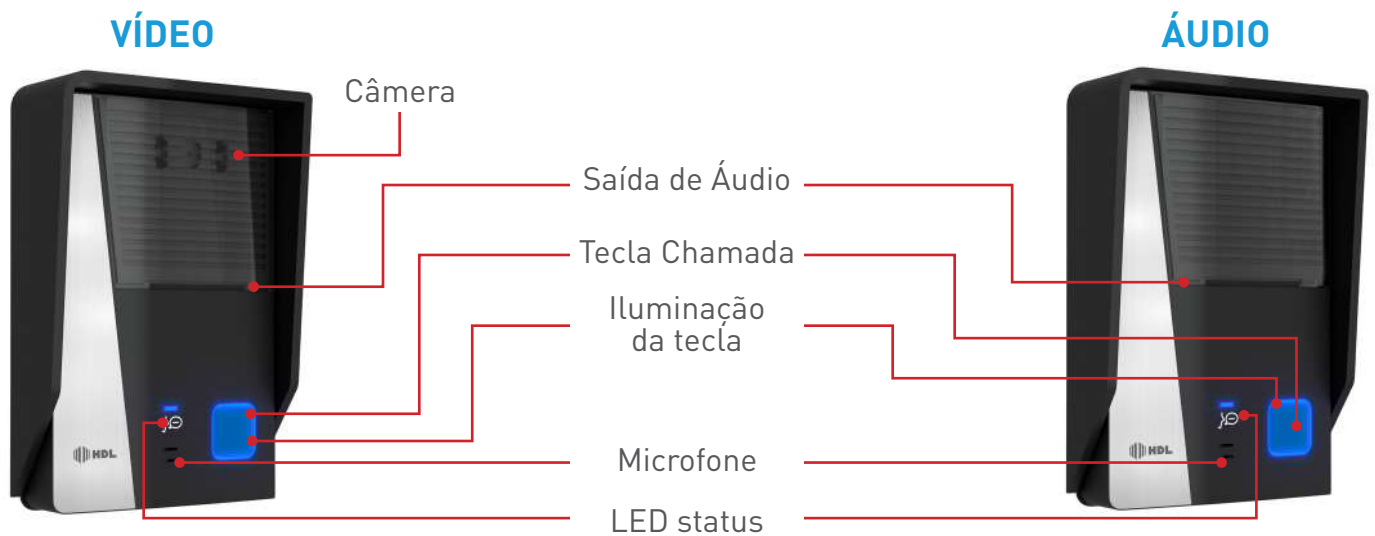 VÍDEO
ÁUDIO
Câmera
Saída de Áudio
Tecla Chamada
Iluminação
da tecla
Microfone
LED status
HDL
HDL